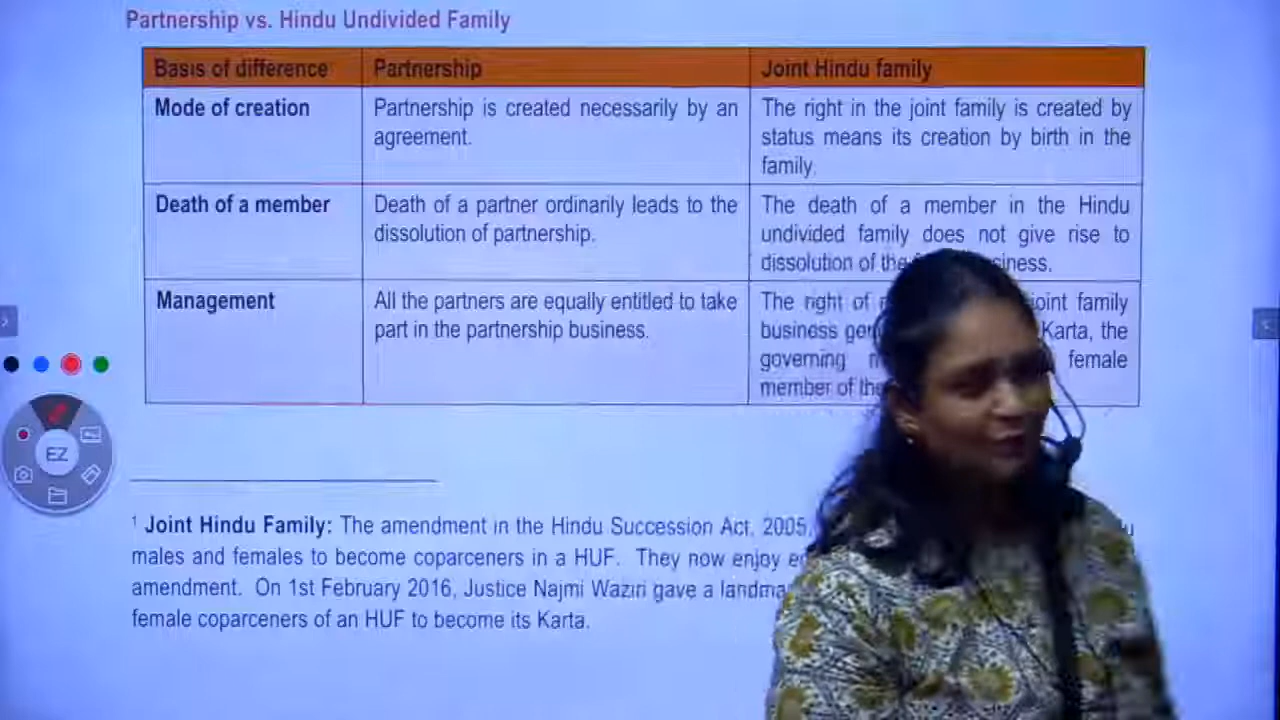 Partnership vs. Hindu Undivided Family
Basis of difference Partnership Joint Hindu family
Mode of creation
Partnership is created necessarily by an
agreement.
The right in the joint family is created by
status means its creation by birth in the
family.
Death of a member
Death of a partner ordinarily leads to the
dissolution of partnership.
The death of a member in the Hindu
undivided family does not give rise to
dissolution of the
Management
All the partners are equally entitled to take
part in the partnership business.
The right of joint family
business Karta, the
governing female
member of the
EZ
1 Joint Hindu Family: The amendment in the Hindu Succession Act, 2005,
males and females to become coparceners in a HUF. They now enjoy
amendment. On 1st February 2016, Justice Najmi Waziri gave a
female coparceners of an HUF to become its Karta.